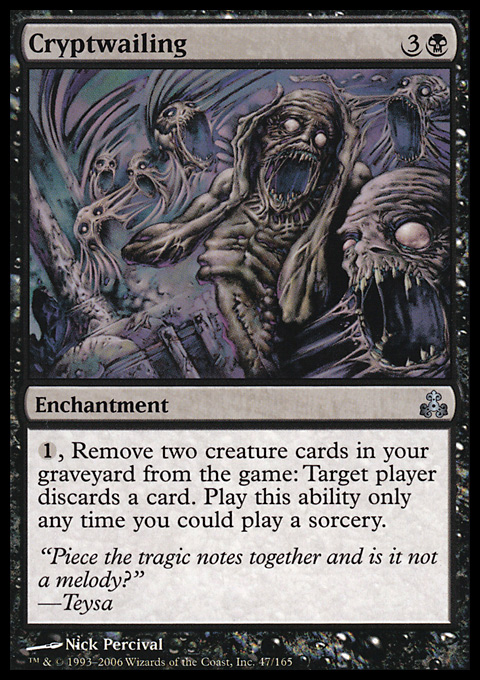 Cryptwailing 3
Enchantment
1, Remove two creature cards in your
graveyard from the game: Target player
discards a card. Play this ability only
any time you could play a sorcery.
“Piece the tragic notes together and is it not
a melody?”
—Teysa
Nick Percival
™ & © 1993–2006 Wizards of the Coast, Inc. 47/165